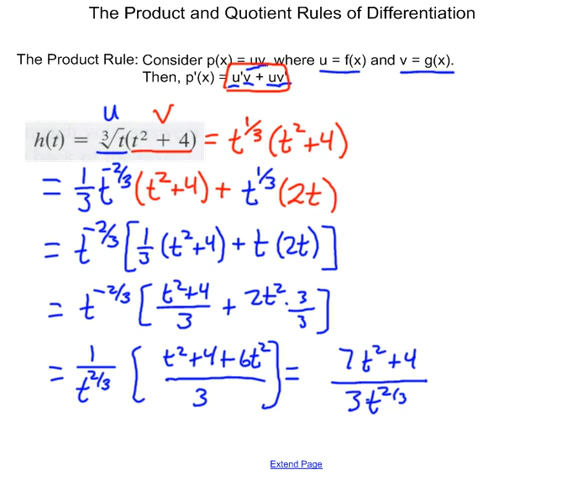 The Product and Quotient Rules of Differentiation
The Product Rule: Consider p(x) = uv, where u = f(x) and v = g(x).
Then, p'(x) = u'v + uv'
u v
h(t) = ∛t(t² + 4) = t^1/3 (t²+4)
= 1/3 t^-2/3 (t²+4) + t^1/3 (2t)
= t^-2/3 [1/3 (t²+4) + t (2t)]
= t^-2/3 [(t²+4)/3 + 2t² · 3/3]
= 1/t^2/3 [(t²+4+6t²)/3] = (7t²+4)/(3t^2/3)
Extend Page